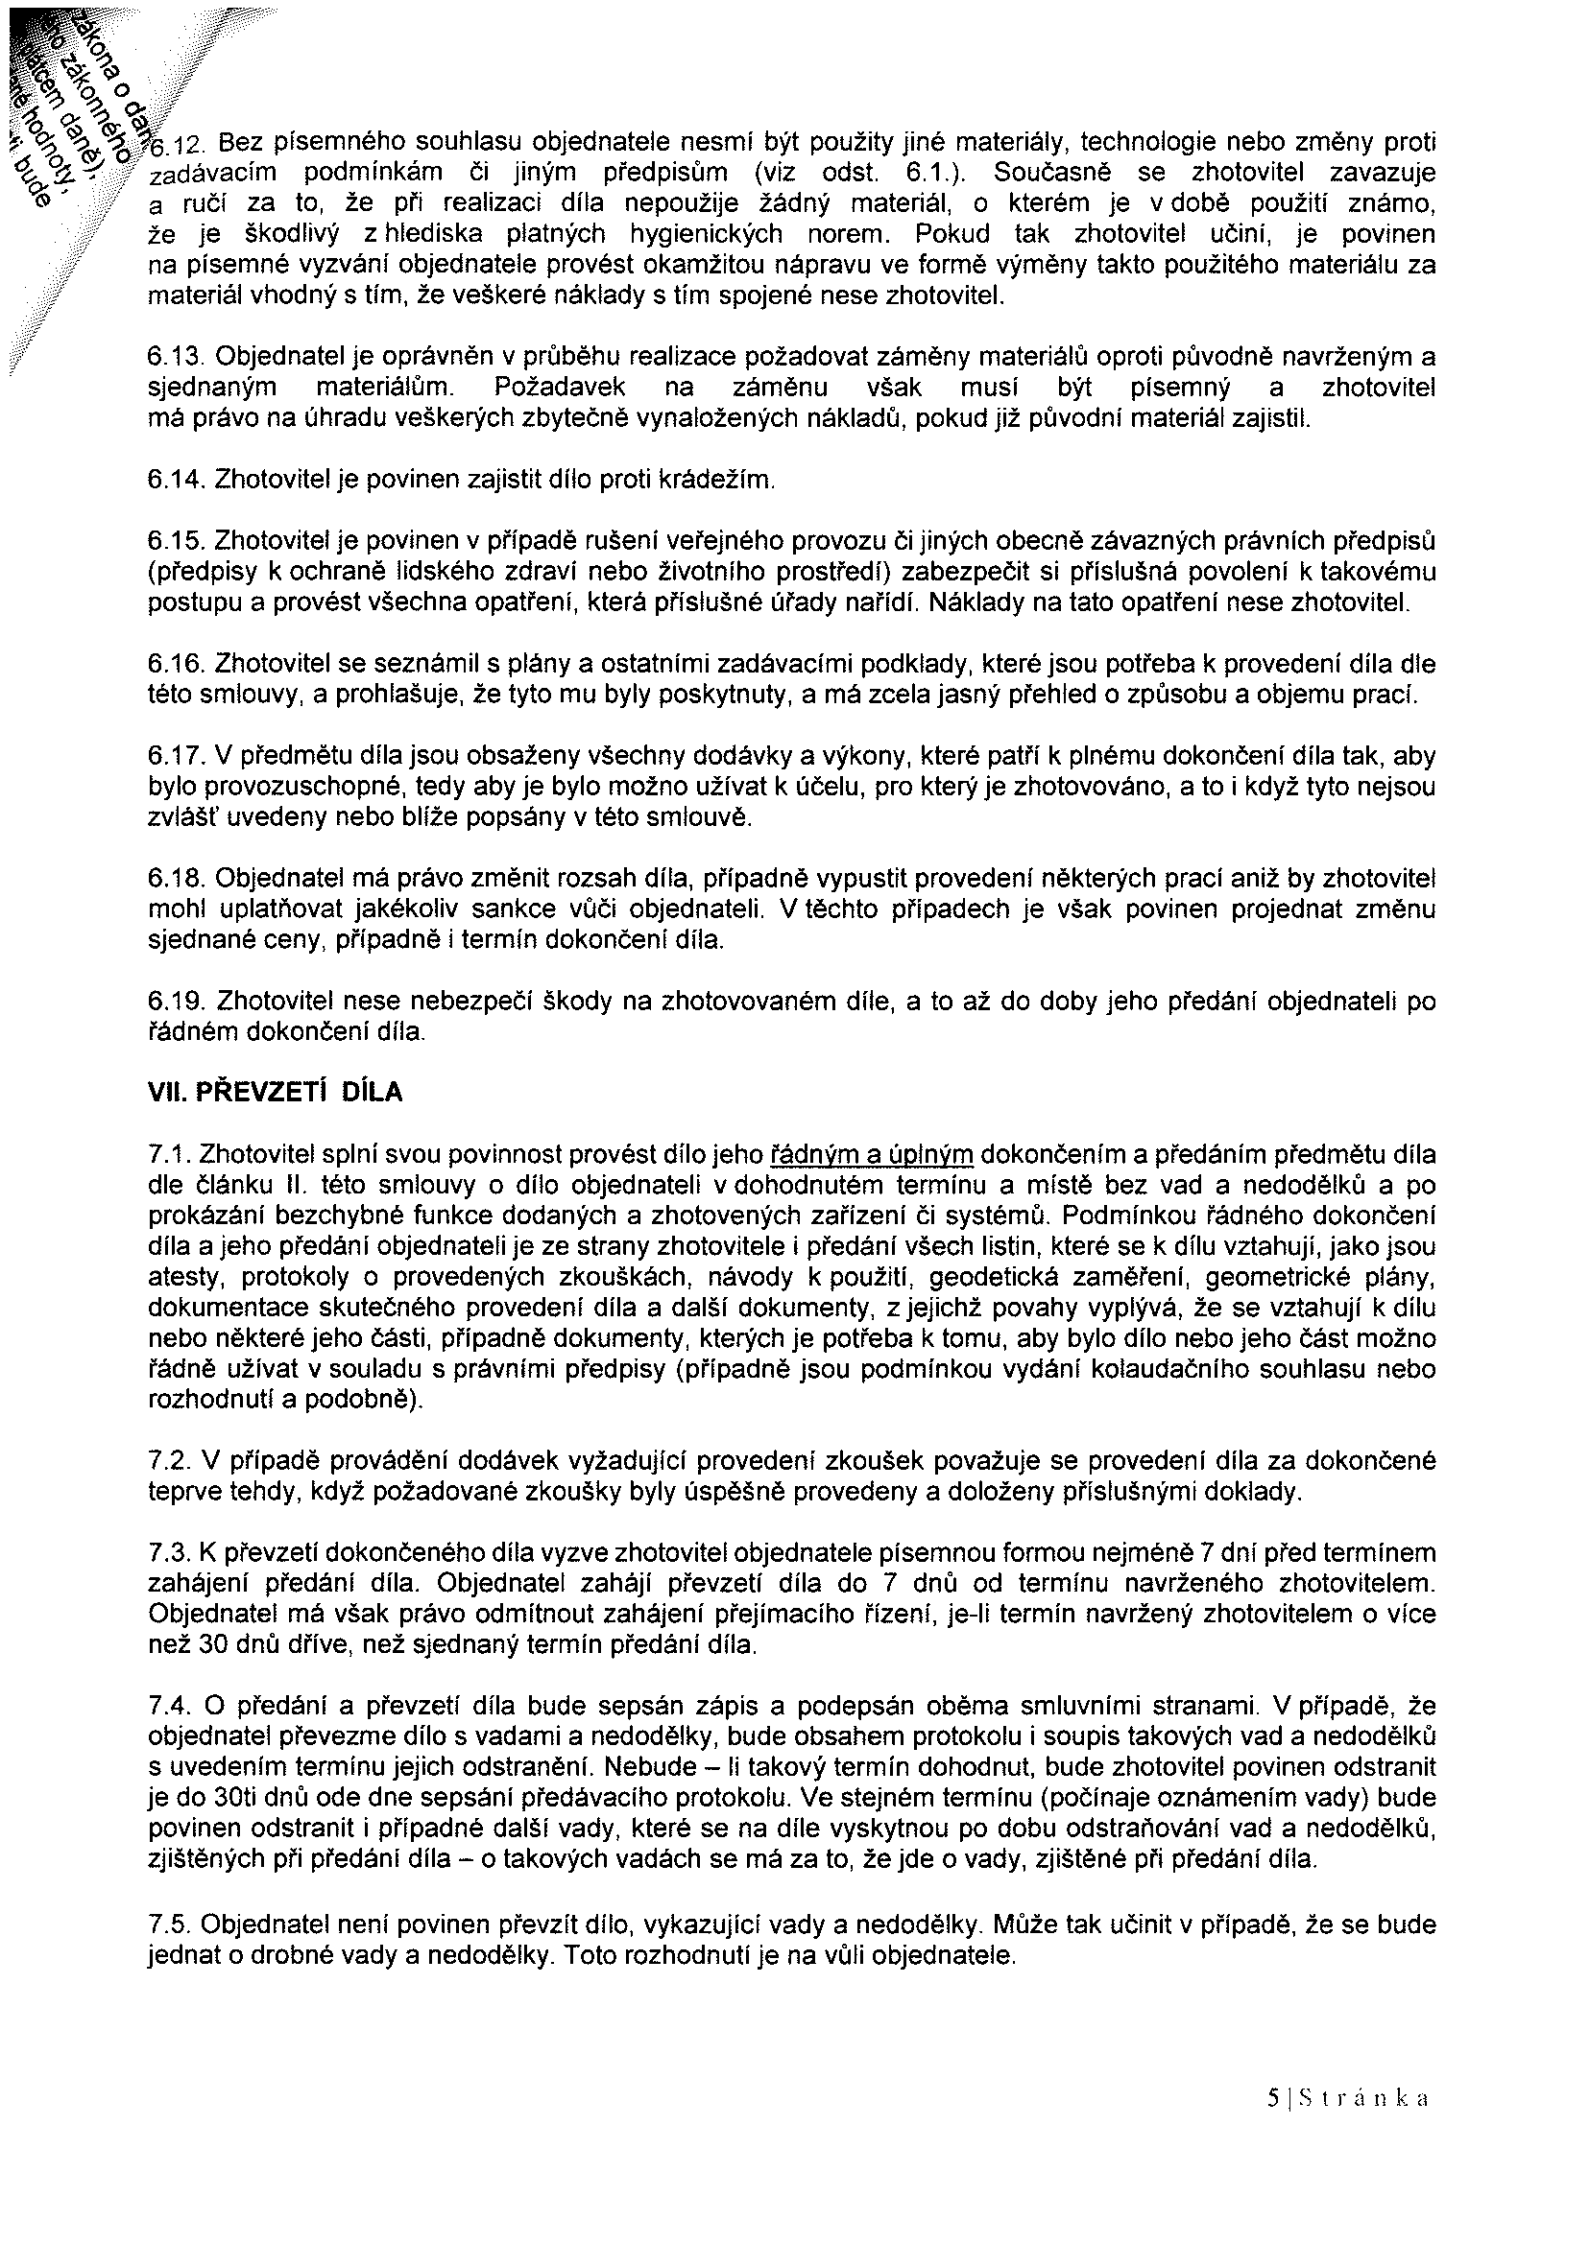 zákona o dan
ho zákonného
plátcem daně),
né hodnoty,
bude
6.12. Bez písemného souhlasu objednatele nesmí být použity jiné materiály, technologie nebo změny proti
zadávacím podmínkám či jiným předpisům (viz odst. 6.1.). Současně se zhotovitel zavazuje
a ručí za to, že při realizaci díla nepoužije žádný materiál, o kterém je v době použití známo,
že je škodlivý z hlediska platných hygienických norem. Pokud tak zhotovitel učiní, je povinen
na písemné vyzvání objednatele provést okamžitou nápravu ve formě výměny takto použitého materiálu za
materiál vhodný s tím, že veškeré náklady s tím spojené nese zhotovitel.
6.13. Objednatel je oprávněn v průběhu realizace požadovat záměny materiálů oproti původně navrženým a
sjednaným materiálům. Požadavek na záměnu však musí být písemný a zhotovitel
má právo na úhradu veškerých zbytečně vynaložených nákladů, pokud již původní materiál zajistil.
6.14. Zhotovitel je povinen zajistit dílo proti krádežím.
6.15. Zhotovitel je povinen v případě rušení veřejného provozu či jiných obecně závazných právních předpisů
(předpisy k ochraně lidského zdraví nebo životního prostředí) zabezpečit si příslušná povolení k takovému
postupu a provést všechna opatření, která příslušné úřady nařídí. Náklady na tato opatření nese zhotovitel.
6.16. Zhotovitel se seznámil s plány a ostatními zadávacími podklady, které jsou potřeba k provedení díla dle
této smlouvy, a prohlašuje, že tyto mu byly poskytnuty, a má zcela jasný přehled o způsobu a objemu prací.
6.17. V předmětu díla jsou obsaženy všechny dodávky a výkony, které patří k plnému dokončení díla tak, aby
bylo provozuschopné, tedy aby je bylo možno užívat k účelu, pro který je zhotovováno, a to i když tyto nejsou
zvlášť uvedeny nebo blíže popsány v této smlouvě.
6.18. Objednatel má právo změnit rozsah díla, případně vypustit provedení některých prací aniž by zhotovitel
mohl uplatňovat jakékoliv sankce vůči objednateli. V těchto případech je však povinen projednat změnu
sjednané ceny, případně i termín dokončení díla.
6.19. Zhotovitel nese nebezpečí škody na zhotovovaném díle, a to až do doby jeho předání objednateli po
řádném dokončení díla.
VII. PŘEVZETÍ DÍLA
7.1. Zhotovitel splní svou povinnost provést dílo jeho řádným a úplným dokončením a předáním předmětu díla
dle článku II. této smlouvy o dílo objednateli v dohodnutém termínu a místě bez vad a nedodělků a po
prokázání bezchybné funkce dodaných a zhotovených zařízení či systémů. Podmínkou řádného dokončení
díla a jeho předání objednateli je ze strany zhotovitele i předání všech listin, které se k dílu vztahují, jako jsou
atesty, protokoly o provedených zkouškách, návody k použití, geodetická zaměření, geometrické plány,
dokumentace skutečného provedení díla a další dokumenty, z jejichž povahy vyplývá, že se vztahují k dílu
nebo některé jeho části, případně dokumenty, kterých je potřeba k tomu, aby bylo dílo nebo jeho část možno
řádně užívat v souladu s právními předpisy (případně jsou podmínkou vydání kolaudačního souhlasu nebo
rozhodnutí a podobně).
7.2. V případě provádění dodávek vyžadující provedení zkoušek považuje se provedení díla za dokončené
teprve tehdy, když požadované zkoušky byly úspěšně provedeny a doloženy příslušnými doklady.
7.3. K převzetí dokončeného díla vyzve zhotovitel objednatele písemnou formou nejméně 7 dní před termínem
zahájení předání díla. Objednatel zahájí převzetí díla do 7 dnů od termínu navrženého zhotovitelem.
Objednatel má však právo odmítnout zahájení přejímacího řízení, je-li termín navržený zhotovitelem o více
než 30 dnů dříve, než sjednaný termín předání díla.
7.4. O předání a převzetí díla bude sepsán zápis a podepsán oběma smluvními stranami. V případě, že
objednatel převezme dílo s vadami a nedodělky, bude obsahem protokolu i soupis takových vad a nedodělků
s uvedením termínu jejich odstranění. Nebude – li takový termín dohodnut, bude zhotovitel povinen odstranit
je do 30ti dnů ode dne sepsání předávacího protokolu. Ve stejném termínu (počínaje oznámením vady) bude
povinen odstranit i případné další vady, které se na díle vyskytnou po dobu odstraňování vad a nedodělků,
zjištěných při předání díla – o takových vadách se má za to, že jde o vady, zjištěné při předání díla.
7.5. Objednatel není povinen převzít dílo, vykazující vady a nedodělky. Může tak učinit v případě, že se bude
jednat o drobné vady a nedodělky. Toto rozhodnutí je na vůli objednatele.
5 | S t r á n k a